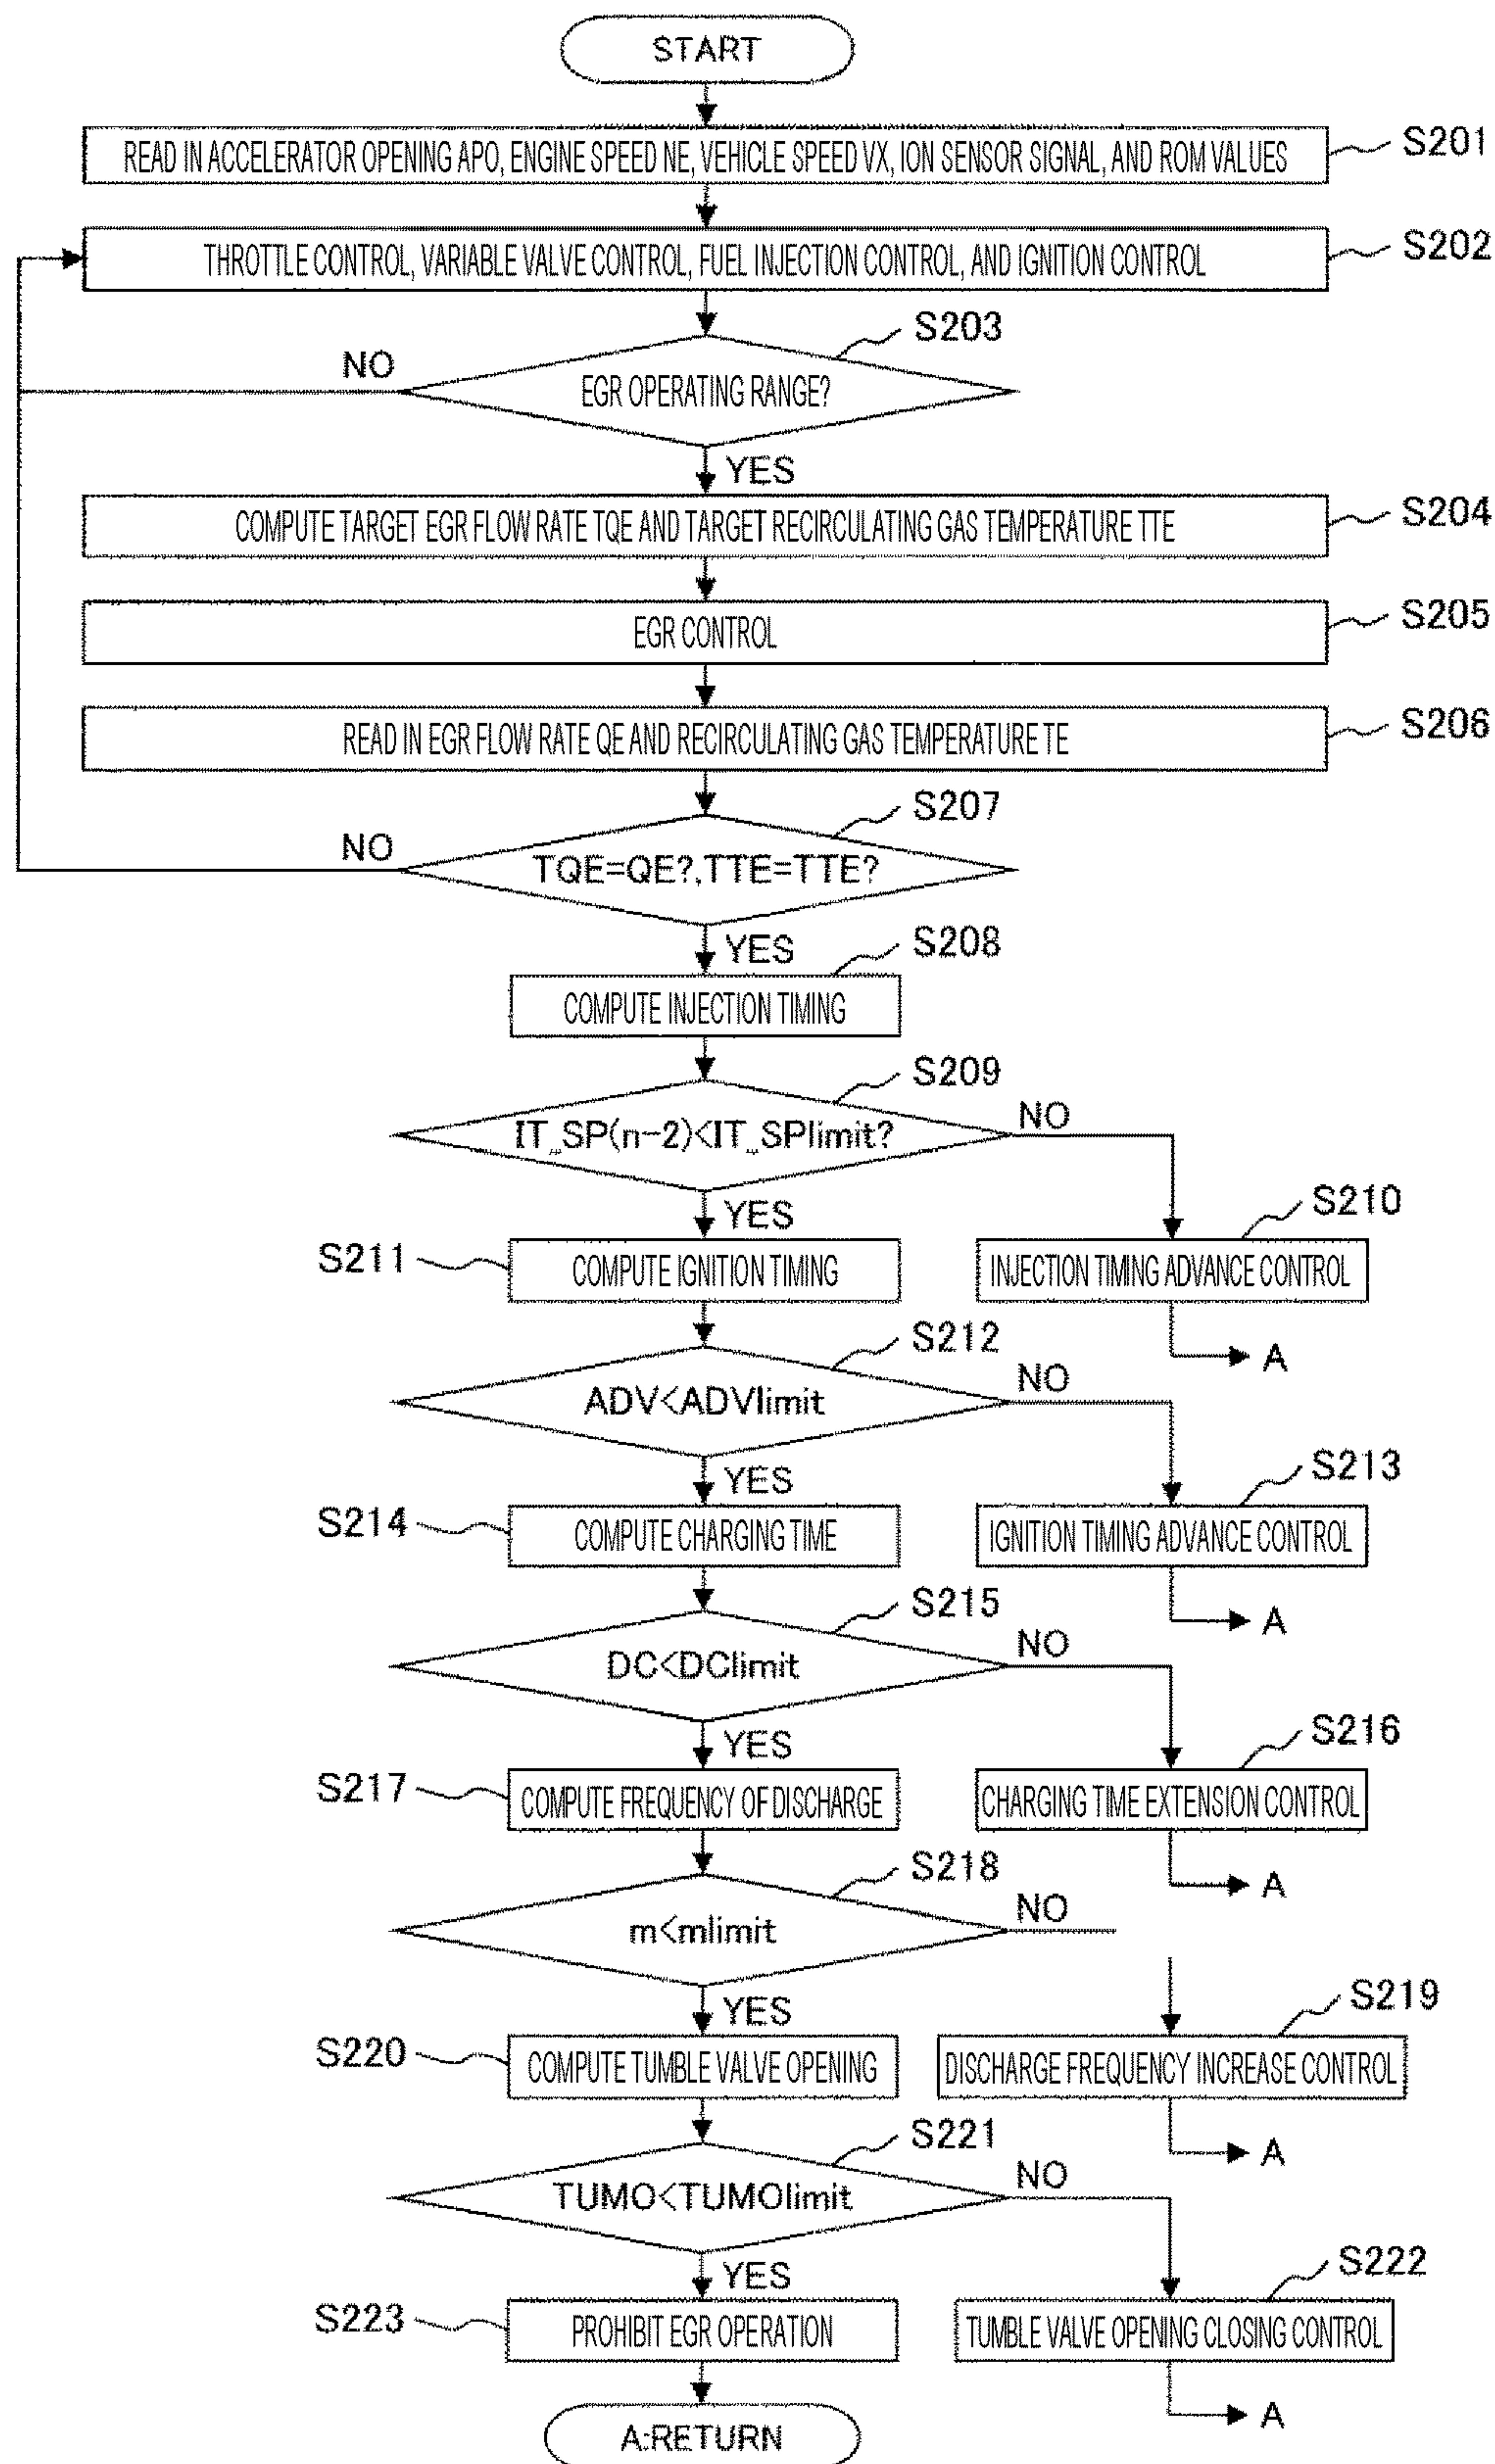 START
READ IN ACCELERATOR OPENING APO, ENGINE SPEED NE, VEHICLE SPEED VX, ION SENSOR SIGNAL, AND ROM VALUES
S201
THROTTLE CONTROL, VARIABLE VALVE CONTROL, FUEL INJECTION CONTROL, AND IGNITION CONTROL
S202
S203
NO
EGR OPERATING RANGE?
YES
COMPUTE TARGET EGR FLOW RATE TQE AND TARGET RECIRCULATING GAS TEMPERATURE TTE
S204
EGR CONTROL
S205
READ IN EGR FLOW RATE QE AND RECIRCULATING GAS TEMPERATURE TE
S206
S207
NO
TQE=QE?,TTE=TTE?
YES
S208
COMPUTE INJECTION TIMING
S209
IT_SP(n-2)<IT_SPlimit?
NO
YES
S210
S211
COMPUTE IGNITION TIMING
INJECTION TIMING ADVANCE CONTROL
A
S212
ADV<ADVlimit
NO
YES
S213
S214
COMPUTE CHARGING TIME
IGNITION TIMING ADVANCE CONTROL
A
S215
DC<DClimit
NO
YES
S216
S217
COMPUTE FREQUENCY OF DISCHARGE
CHARGING TIME EXTENSION CONTROL
A
S218
m<mlimit
NO
YES
S219
S220
COMPUTE TUMBLE VALVE OPENING
DISCHARGE FREQUENCY INCREASE CONTROL
A
S221
TUMO<TUMOlimit
NO
YES
S222
S223
PROHIBIT EGR OPERATION
TUMBLE VALVE OPENING CLOSING CONTROL
A
A:RETURN